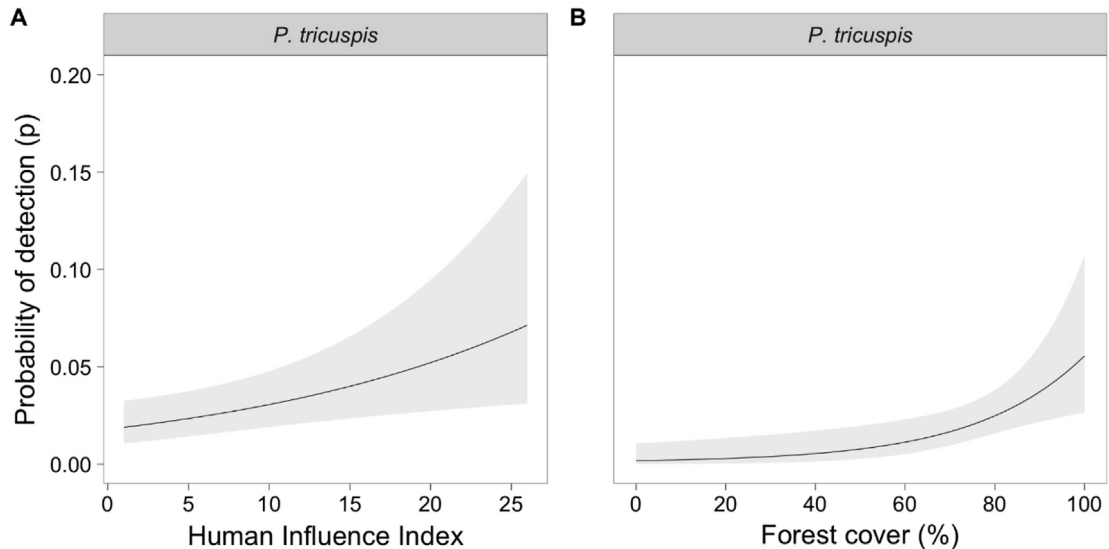 A
P. tricuspis
Probability of detection (p)
0.20
0.15
0.10
0.05
0.00
0 5 10 15 20 25
Human Influence Index
B
P. tricuspis
0 20 40 60 80 100
Forest cover (%)